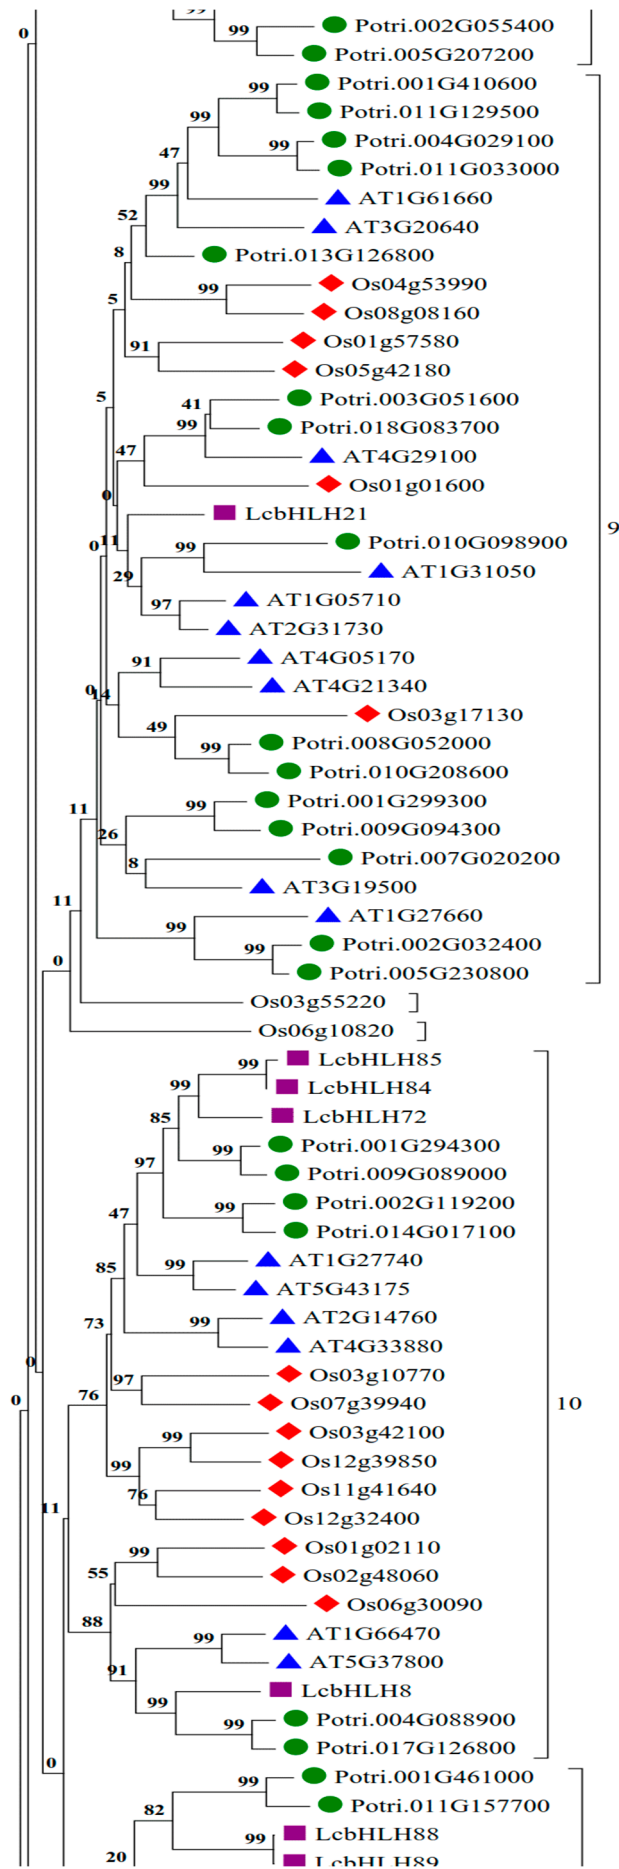 99
99 Potri.002G055400
Potri.005G207200
0
99 Potri.001G410600
Potri.011G129500
99
99 Potri.004G029100
Potri.011G033000
47
AT1G61660
99
AT3G20640
52
Potri.013G126800
8
99 Os04g53990
Os08g08160
5
91 Os01g57580
Os05g42180
5
41 Potri.003G051600
99 Potri.018G083700
AT4G29100
47
Os01g01600
0
LcbHLH21
9
0 11
99 Potri.010G098900
AT1G31050
29
97 AT1G05710
AT2G31730
91 AT4G05170
AT4G21340
0 14
49 Os03g17130
99 Potri.008G052000
Potri.010G208600
11
99 Potri.001G299300
Potri.009G094300
26
8 Potri.007G020200
AT3G19500
11
99 AT1G27660
99 Potri.002G032400
Potri.005G230800
0
Os03g55220
Os06g10820
99 LcbHLH85
LcbHLH84
99
LcbHLH72
85
99 Potri.001G294300
Potri.009G089000
97
99 Potri.002G119200
Potri.014G017100
47
99 AT1G27740
AT5G43175
85
99 AT2G14760
AT4G33880
73
97 Os03g10770
Os07g39940
0
0
76
10
99 Os03g42100
Os12g39850
99
76 Os11g41640
Os12g32400
11
99 Os01g02110
Os02g48060
55
Os06g30090
88
99 AT1G66470
AT5G37800
91
LcbHLH8
99
99 Potri.004G088900
Potri.017G126800
0
99 Potri.001G461000
Potri.011G157700
82
99 LcbHLH88
20 LcbHLH89